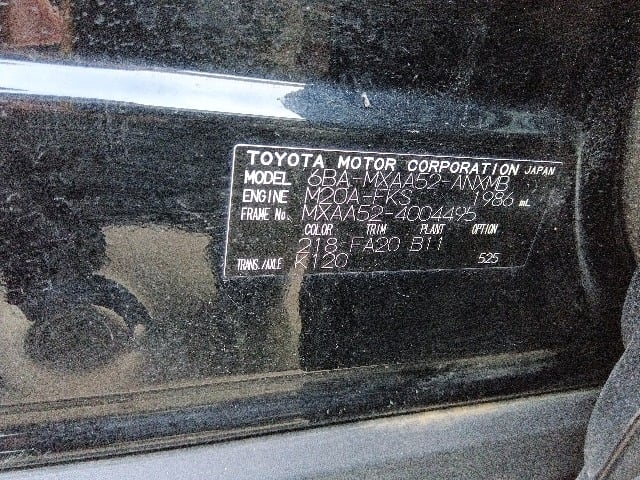 TOYOTA MOTOR CORPORATION JAPAN
MODEL 6BA-MXAA52-ANXMB
ENGINE M20A-FKS 1986 mL
FRAME No. MXAA52-4004495
COLOR TRIM PLANT OPTION
218 FA20 B11
TRANS./AXLE K120 525